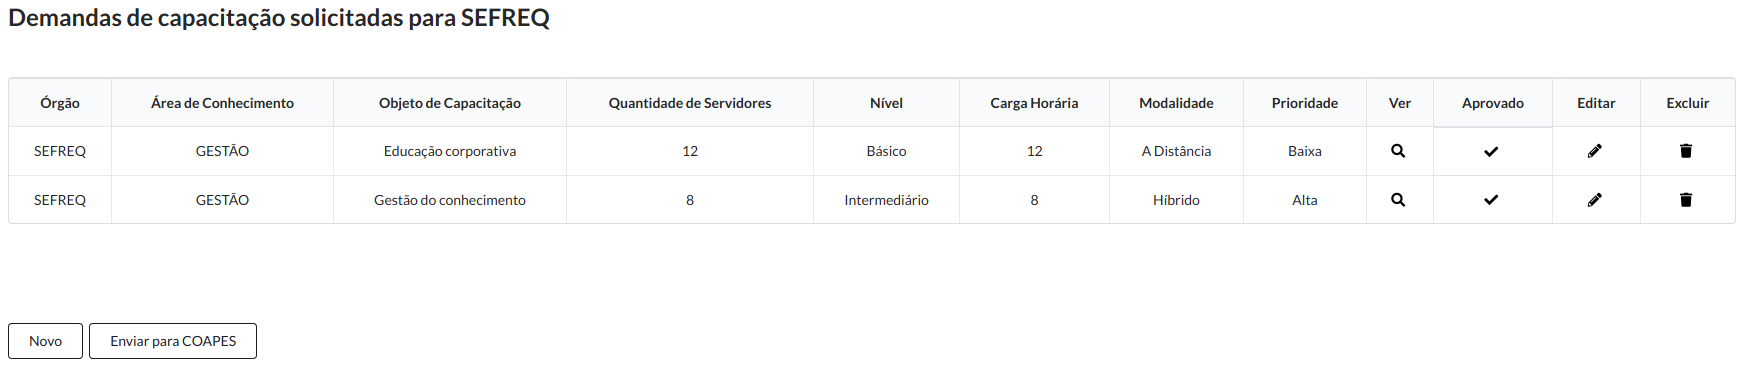 Demandas de capacitação solicitadas para SEFREQ
Órgão Área de Conhecimento Objeto de Capacitação Quantidade de Servidores Nível Carga Horária Modalidade Prioridade Ver Aprovado Editar Excluir
SEFREQ GESTÃO Educação corporativa 12 Básico 12 A Distância Baixa
SEFREQ GESTÃO Gestão do conhecimento 8 Intermediário 8 Híbrido Alta
Novo Enviar para COAPES